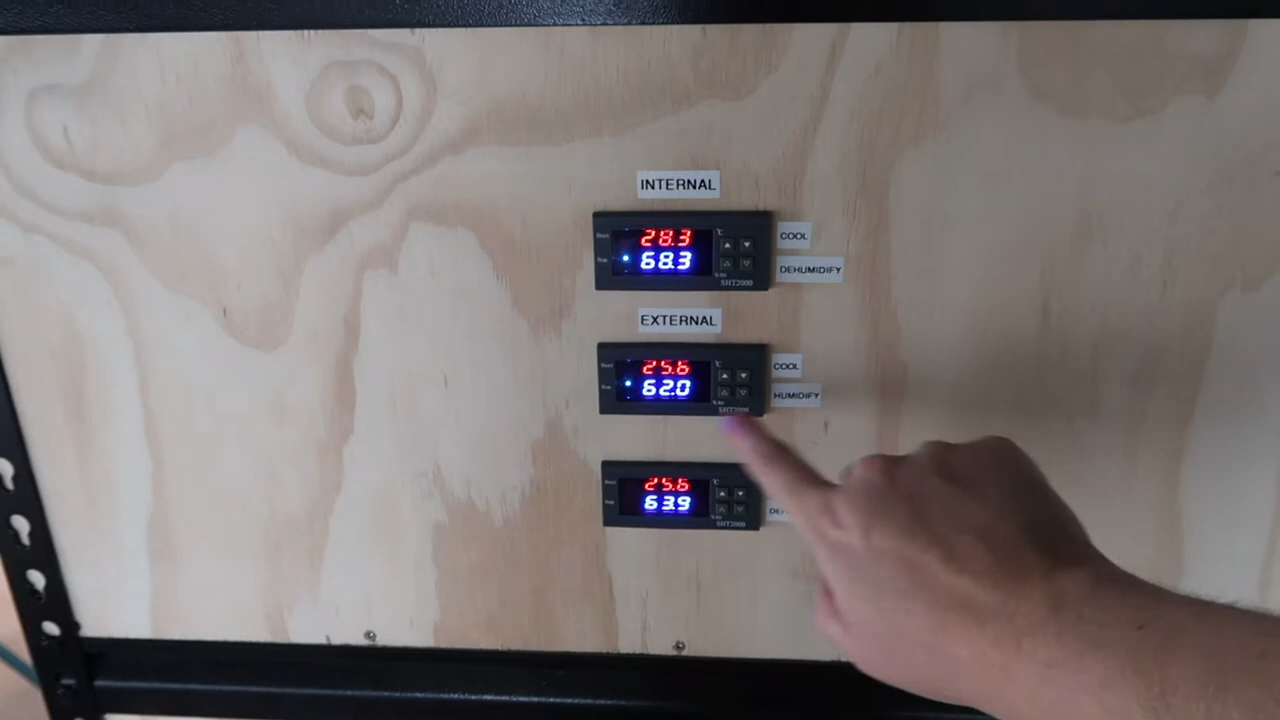 INTERNAL
28.3
°C
COOL
68.3
DEHUMIDIFY
SHT2000
EXTERNAL
25.6
°C
COOL
62.0
HUMIDIFY
SHT2000
25.6
°C
63.9
SHT2000